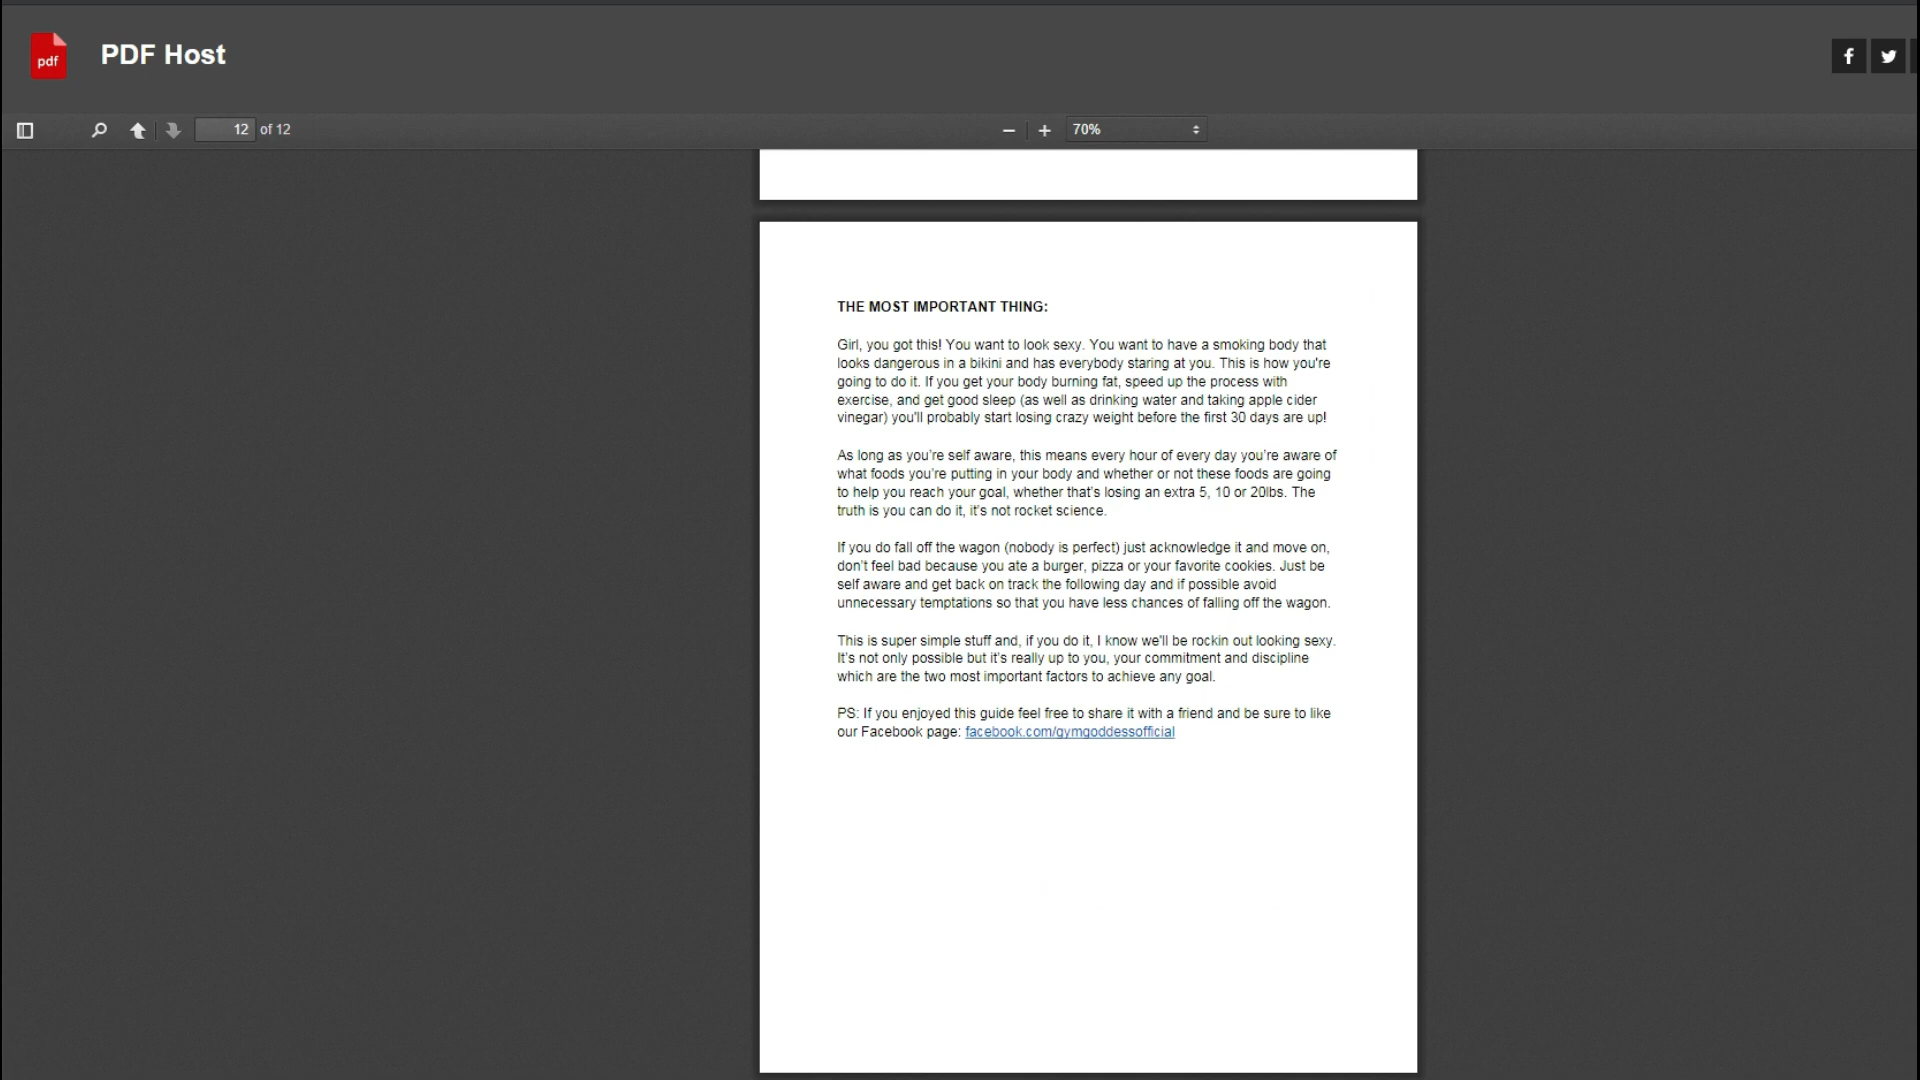 pdf
PDF Host
12 of 12
70%
THE MOST IMPORTANT THING:
Girl, you got this! You want to look sexy. You want to have a smoking body that
looks dangerous in a bikini and has everybody staring at you. This is how you're
going to do it. If you get your body burning fat, speed up the process with
exercise, and get good sleep (as well as drinking water and taking apple cider
vinegar) you'll probably start losing crazy weight before the first 30 days are up!
As long as you’re self aware, this means every hour of every day you’re aware of
what foods you’re putting in your body and whether or not these foods are going
to help you reach your goal, whether that’s losing an extra 5, 10 or 20lbs. The
truth is you can do it, it’s not rocket science.
If you do fall off the wagon (nobody is perfect) just acknowledge it and move on,
don’t feel bad because you ate a burger, pizza or your favorite cookies. Just be
self aware and get back on track the following day and if possible avoid
unnecessary temptations so that you have less chances of falling off the wagon.
This is super simple stuff and, if you do it, I know we'll be rockin out looking sexy.
It’s not only possible but it’s really up to you, your commitment and discipline
which are the two most important factors to achieve any goal.
PS: If you enjoyed this guide feel free to share it with a friend and be sure to like
our Facebook page: facebook.com/gymgoddessofficial